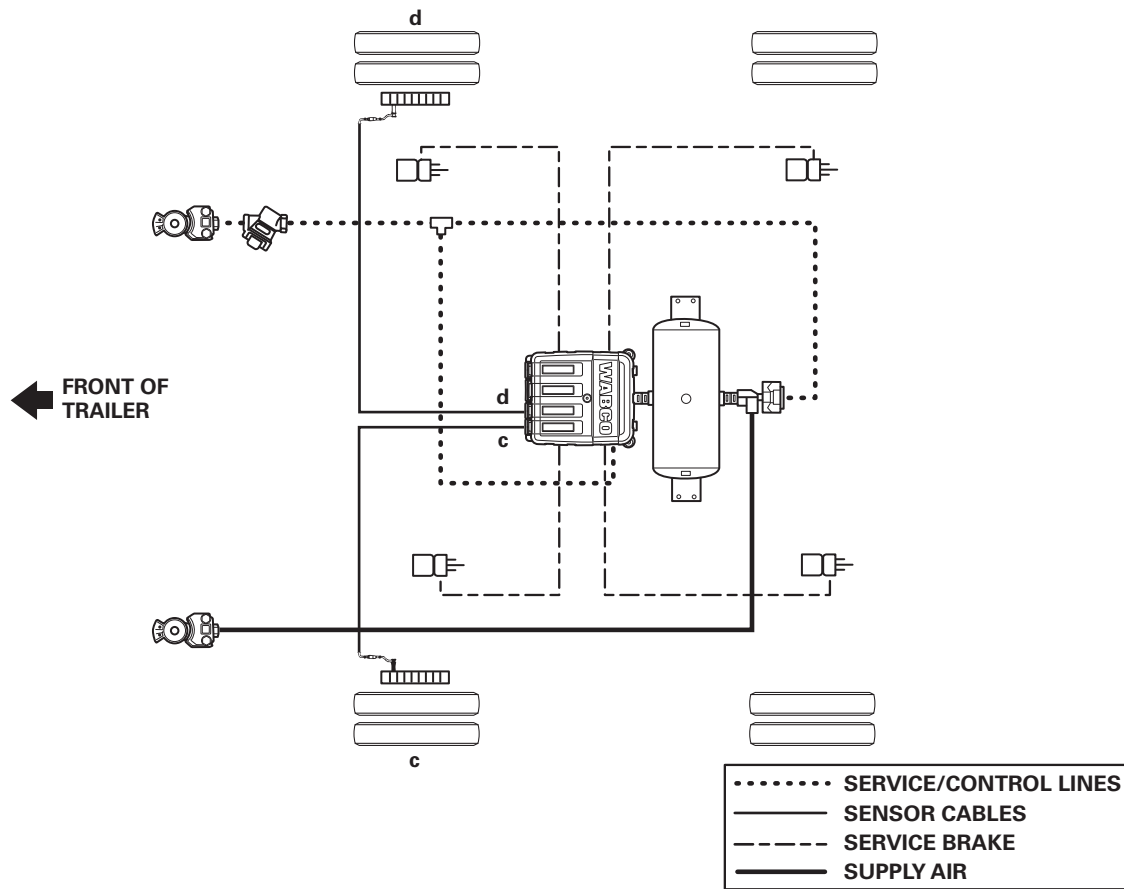 d
FRONT OF
TRAILER
d
c
WABCO
c
SERVICE/CONTROL LINES
SENSOR CABLES
SERVICE BRAKE
SUPPLY AIR